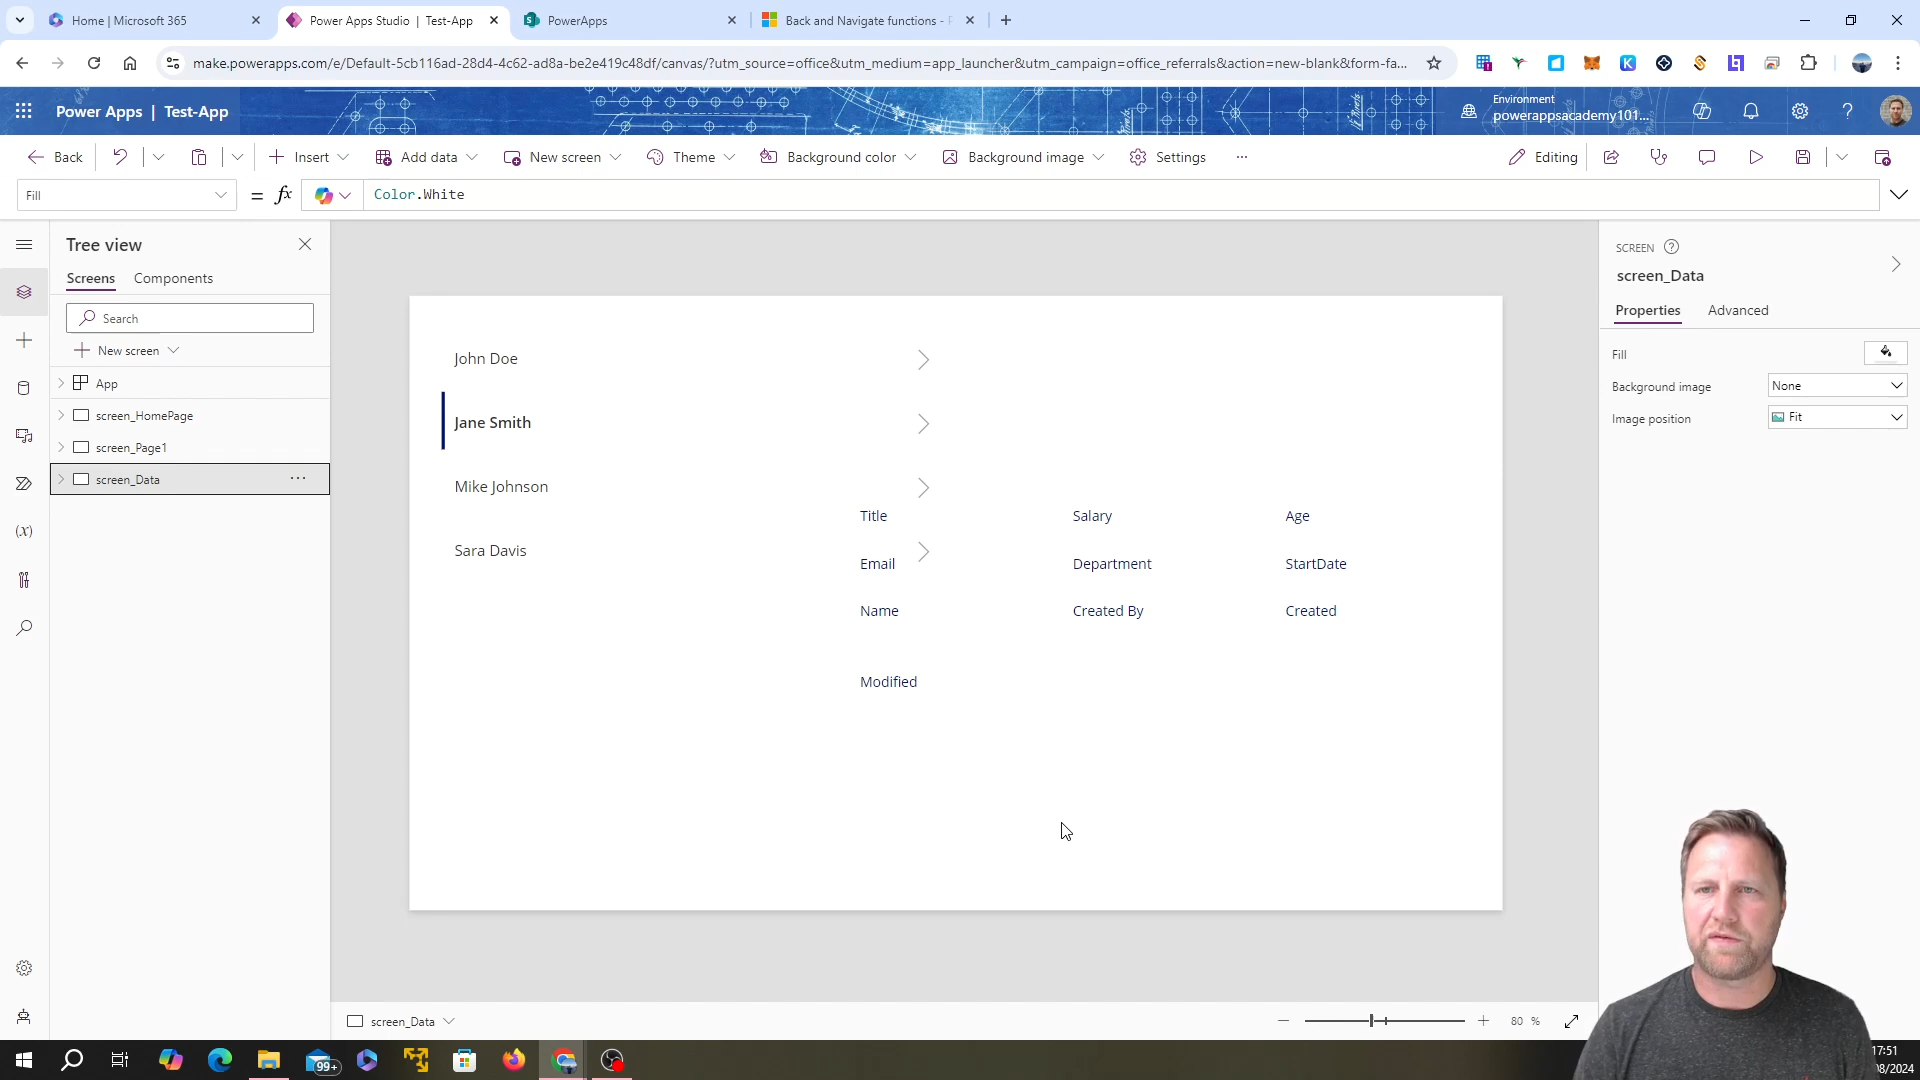 Home | Microsoft 365
Power Apps Studio | Test-App
PowerApps
Back and Navigate functions -
make.powerapps.com/e/Default-5cb116ad-28d4-4c62-ad8a-be2e419c48df/canvas/?utm_source=office&utm_medium=app_launcher&utm_campaign=office_referrals&action=new-blank&form-fa...
Power Apps | Test-App
Environment
powerappsacademy101...
Back
Insert
Add data
New screen
Theme
Background color
Background image
Settings
Editing
Fill
= fx
Color.White
Tree view
Screens
Components
Search
New screen
App
screen_HomePage
screen_Page1
screen_Data
(x)
John Doe
Jane Smith
Mike Johnson
Sara Davis
Title
Salary
Age
Email
Department
StartDate
Name
Created By
Created
Modified
SCREEN
screen_Data
Properties
Advanced
Fill
Background image
None
Image position
Fit
screen_Data
80 %
99+
17:51
08/2024